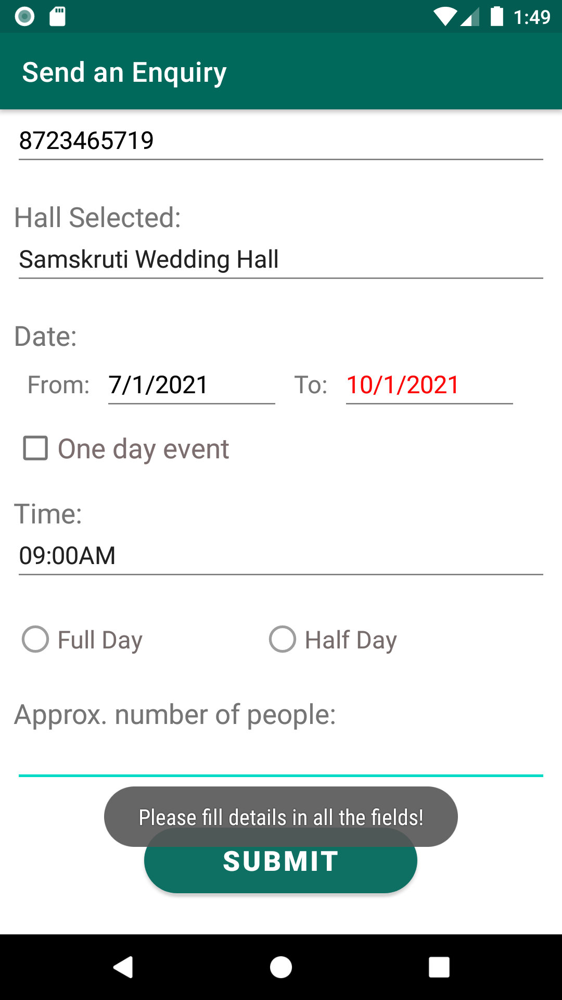 1:49
Send an Enquiry
8723465719
Hall Selected:
Samskruti Wedding Hall
Date:
From: 7/1/2021 To: 10/1/2021
One day event
Time:
09:00AM
Full Day Half Day
Approx. number of people:
Please fill details in all the fields!
SUBMIT